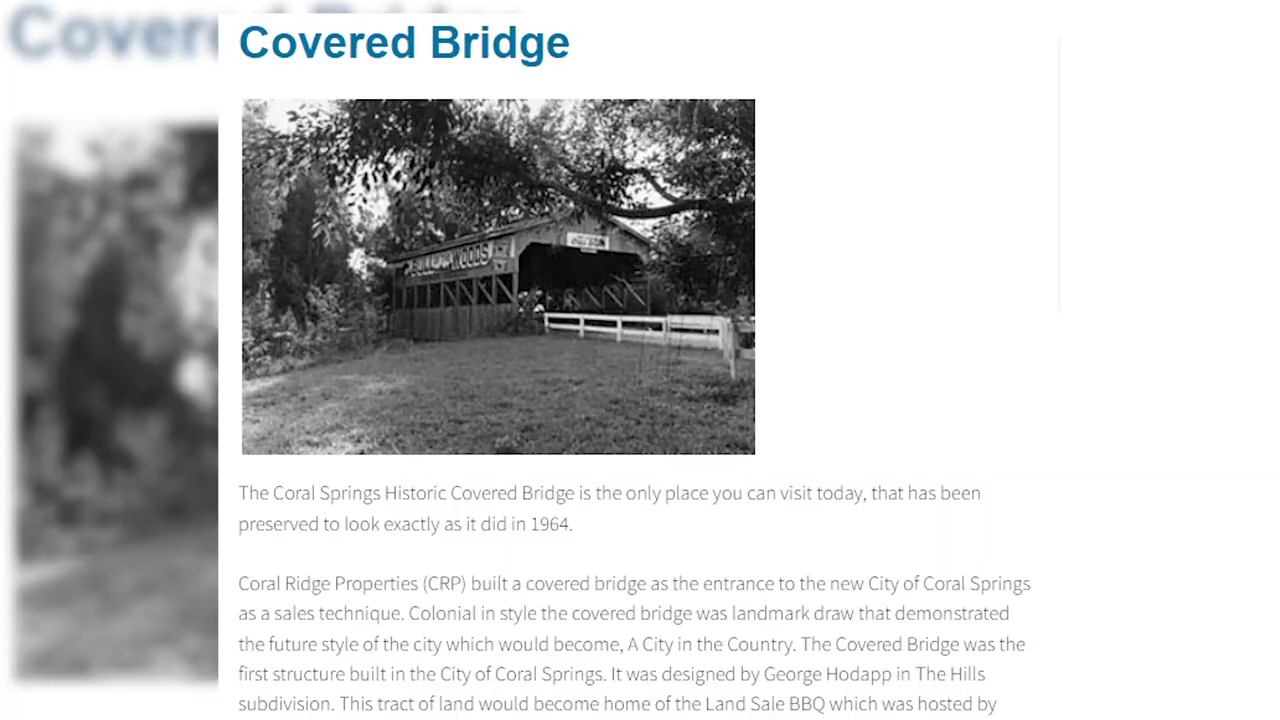 Covered Bridge
BULL WOODS
The Coral Springs Historic Covered Bridge is the only place you can visit today, that has been
preserved to look exactly as it did in 1964.
Coral Ridge Properties (CRP) built a covered bridge as the entrance to the new City of Coral Springs
as a sales technique. Colonial in style the covered bridge was landmark draw that demonstrated
the future style of the city which would become, A City in the Country. The Covered Bridge was the
first structure built in the City of Coral Springs. It was designed by George Hodapp in The Hills
subdivision. This tract of land would become home of the Land Sale BBQ which was hosted by